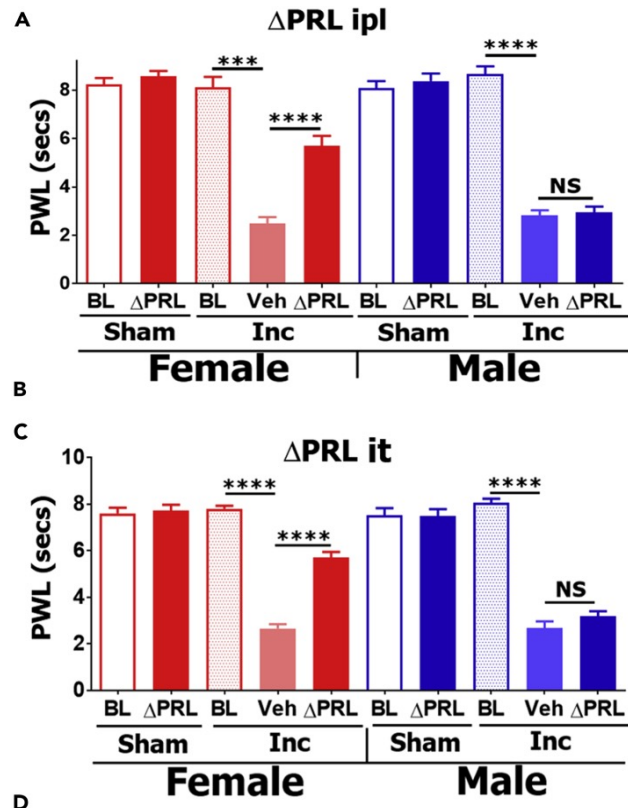 A
ΔPRL ipl
PWL (secs)
8
6
4
2
0
***
****
****
NS
BL ΔPRL BL Veh ΔPRL BL ΔPRL BL Veh ΔPRL
Sham Inc Sham Inc
Female Male
B
C
ΔPRL it
PWL (secs)
10
8
6
4
2
0
****
****
****
NS
BL ΔPRL BL Veh ΔPRL BL ΔPRL BL Veh ΔPRL
Sham Inc Sham Inc
Female Male
D